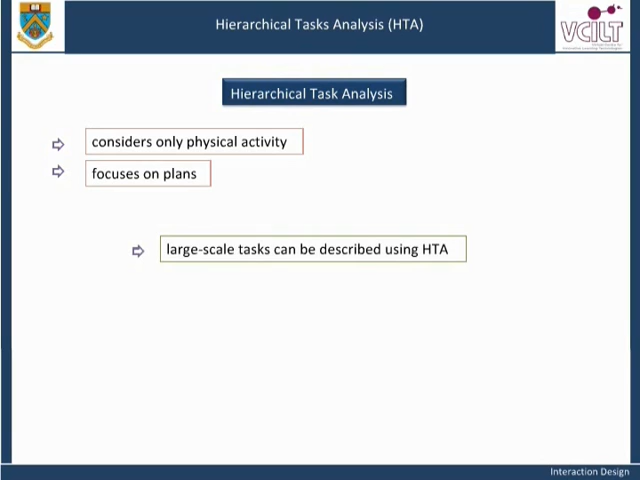 Hierarchical Tasks Analysis (HTA)
VCILT
Hierarchical Task Analysis
considers only physical activity
focuses on plans
large-scale tasks can be described using HTA
Interaction Design